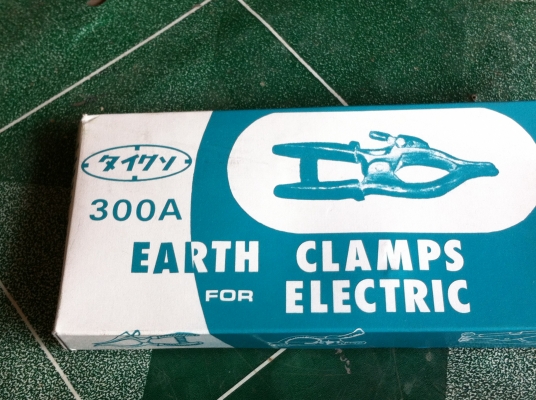 タイクソ
300A
EARTH CLAMPS
FOR ELECTRIC